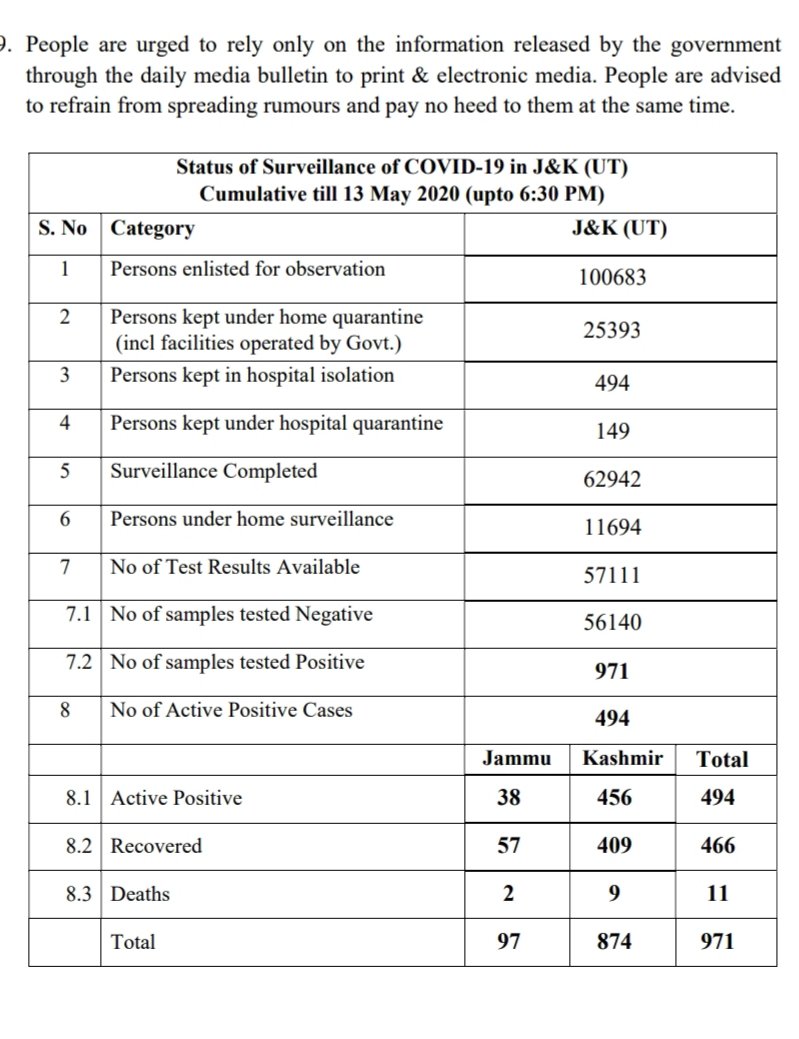 9. People are urged to rely only on the information released by the government
through the daily media bulletin to print & electronic media. People are advised
to refrain from spreading rumours and pay no heed to them at the same time.
Status of Surveillance of COVID-19 in J&K (UT)
Cumulative till 13 May 2020 (upto 6:30 PM)
S. No Category J&K (UT)
1 Persons enlisted for observation 100683
2 Persons kept under home quarantine
(incl facilities operated by Govt.) 25393
3 Persons kept in hospital isolation 494
4 Persons kept under hospital quarantine 149
5 Surveillance Completed 62942
6 Persons under home surveillance 11694
7 No of Test Results Available 57111
7.1 No of samples tested Negative 56140
7.2 No of samples tested Positive 971
8 No of Active Positive Cases 494
Jammu Kashmir Total
8.1 Active Positive 38 456 494
8.2 Recovered 57 409 466
8.3 Deaths 2 9 11
Total 97 874 971